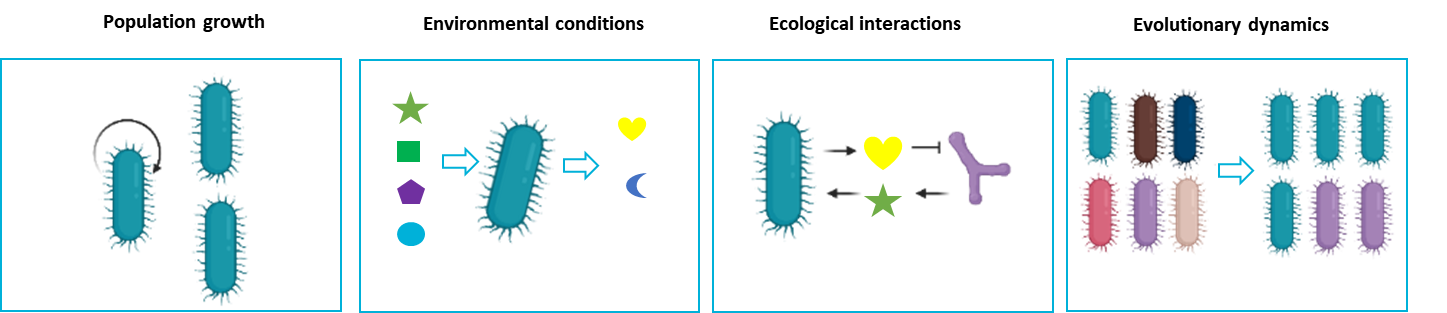 Population growth
Environmental conditions
Ecological interactions
Evolutionary dynamics